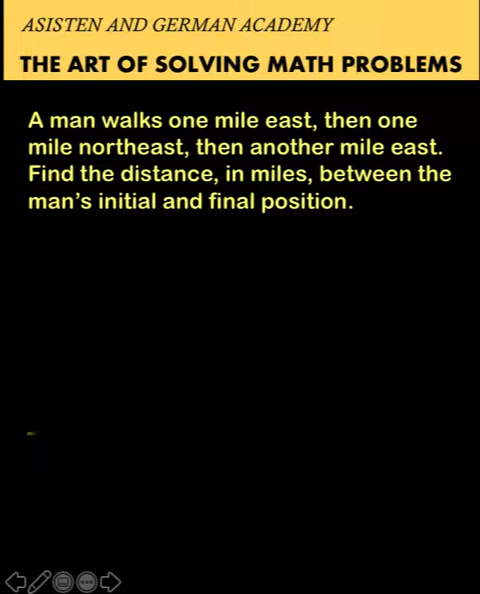 ASISTEN AND GERMAN ACADEMY
THE ART OF SOLVING MATH PROBLEMS
A man walks one mile east, then one
mile northeast, then another mile east.
Find the distance, in miles, between the
man’s initial and final position.